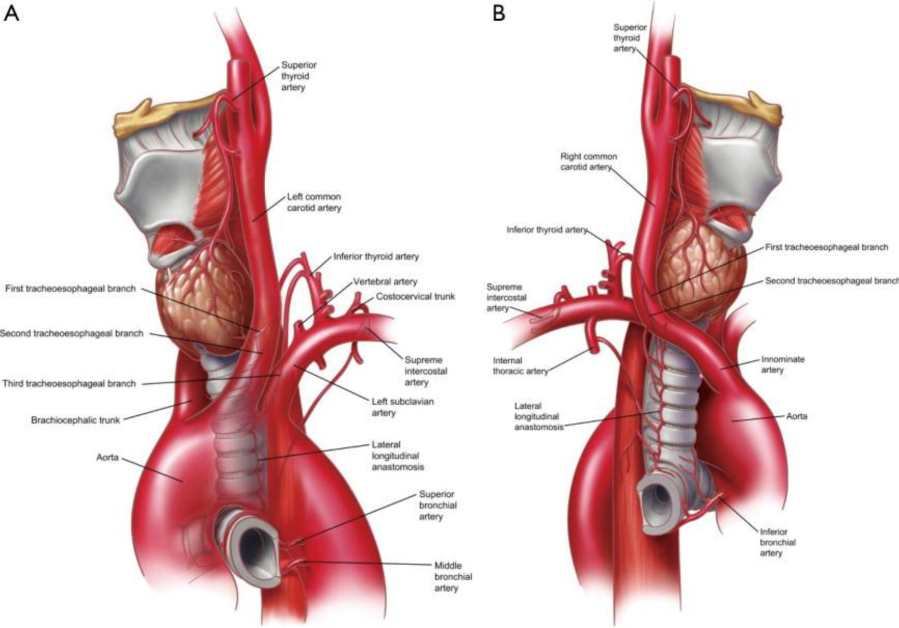 A
Superior
thyroid
artery
Left common
carotid artery
Inferior thyroid artery
Vertebral artery
Costocervical trunk
First tracheoesophageal branch
Second tracheoesophageal branch
Third tracheoesophageal branch
Brachiocephalic trunk
Aorta
Supreme
intercostal
artery
Left subclavian
artery
Lateral
longitudinal
anastomosis
Superior
bronchial
artery
Middle
bronchial
artery
B
Superior
thyroid
artery
Right common
carotid artery
Inferior thyroid artery
Supreme
intercostal
artery
Internal
thoracic artery
Lateral
longitudinal
anastomosis
First tracheoesophageal branch
Second tracheoesophageal branch
Innominate
artery
Aorta
Inferior
bronchial
artery